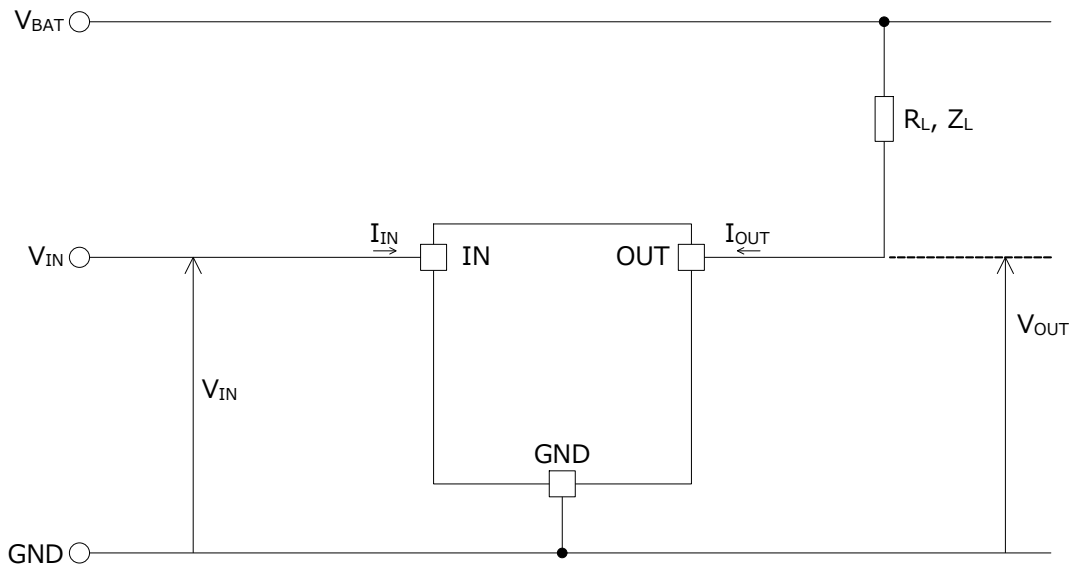 VBAT
RL, ZL
IIN
IOUT
VIN
IN
OUT
VOUT
VIN
GND
GND